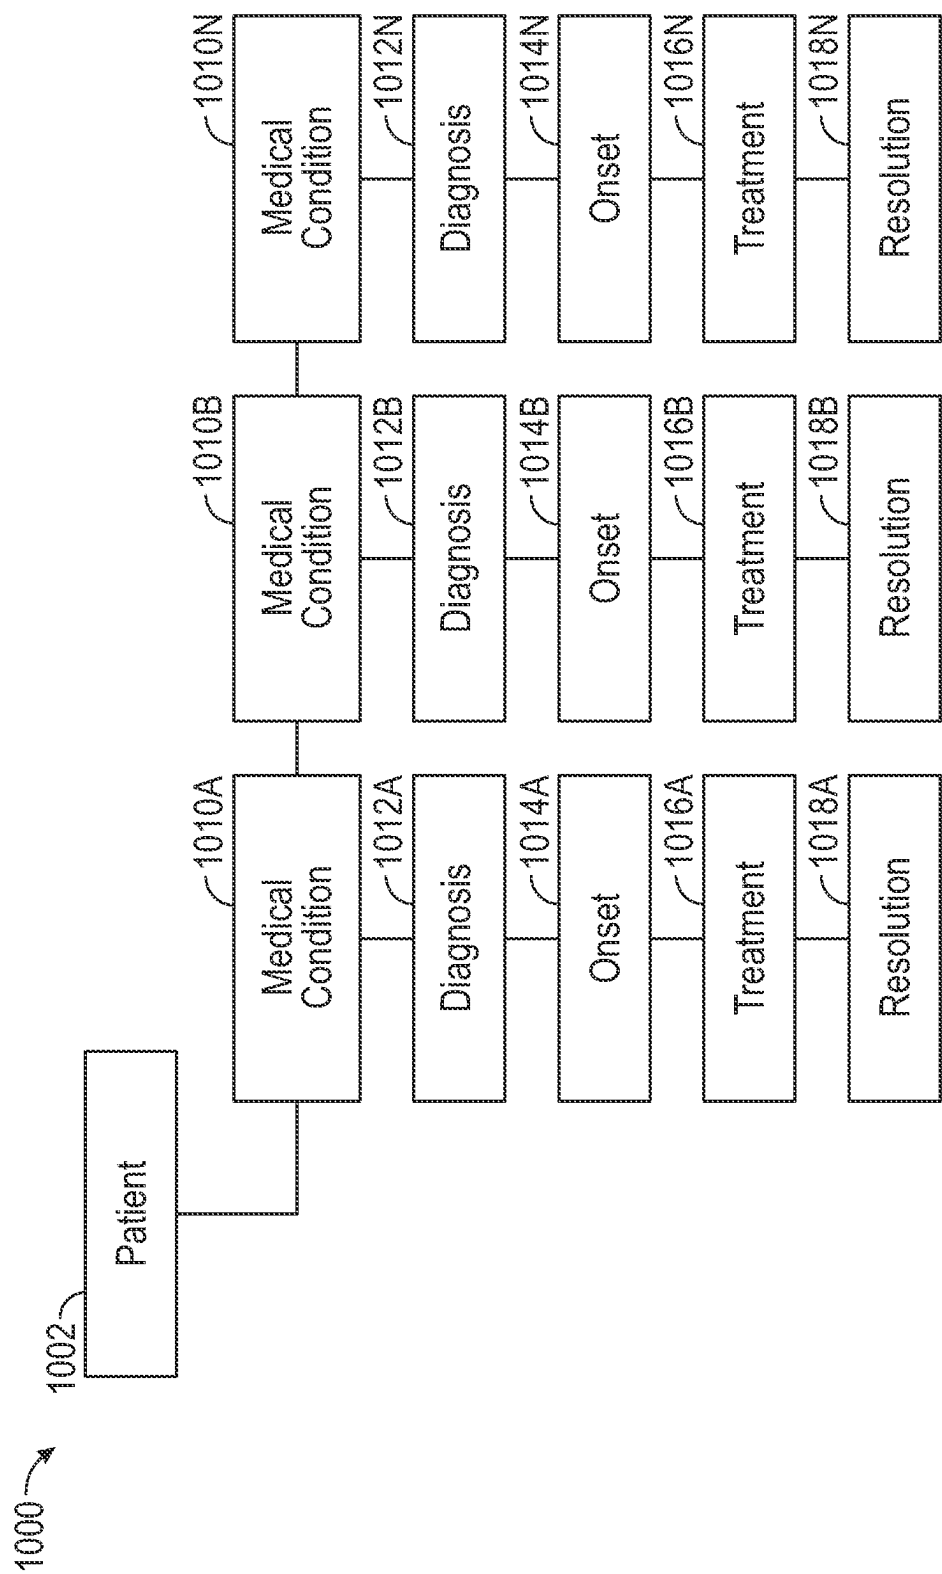 1000
1002
Patient
1010A
Medical
Condition
1010B
Medical
Condition
1010N
Medical
Condition
1012A
Diagnosis
1012B
Diagnosis
1012N
Diagnosis
1014A
Onset
1014B
Onset
1014N
Onset
1016A
Treatment
1016B
Treatment
1016N
Treatment
1018A
Resolution
1018B
Resolution
1018N
Resolution